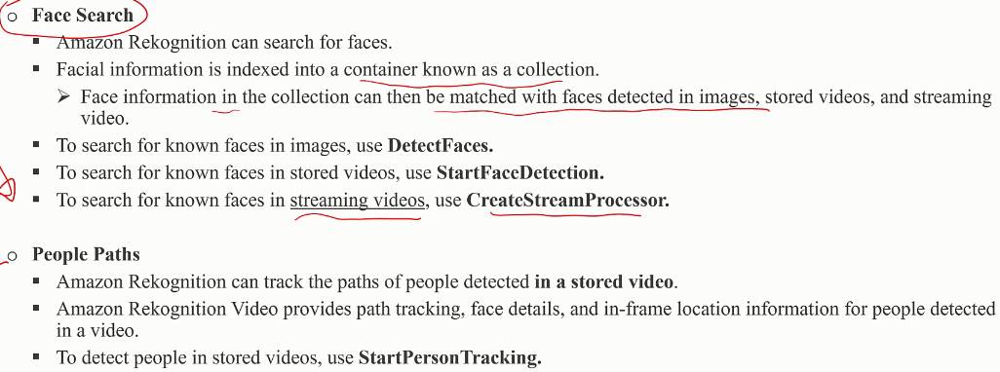 Face Search
Amazon Rekognition can search for faces.
Facial information is indexed into a container known as a collection.
Face information in the collection can then be matched with faces detected in images, stored videos, and streaming
video.
To search for known faces in images, use DetectFaces.
To search for known faces in stored videos, use StartFaceDetection.
To search for known faces in streaming videos, use CreateStreamProcessor.
People Paths
Amazon Rekognition can track the paths of people detected in a stored video.
Amazon Rekognition Video provides path tracking, face details, and in-frame location information for people detected
in a video.
To detect people in stored videos, use StartPersonTracking.